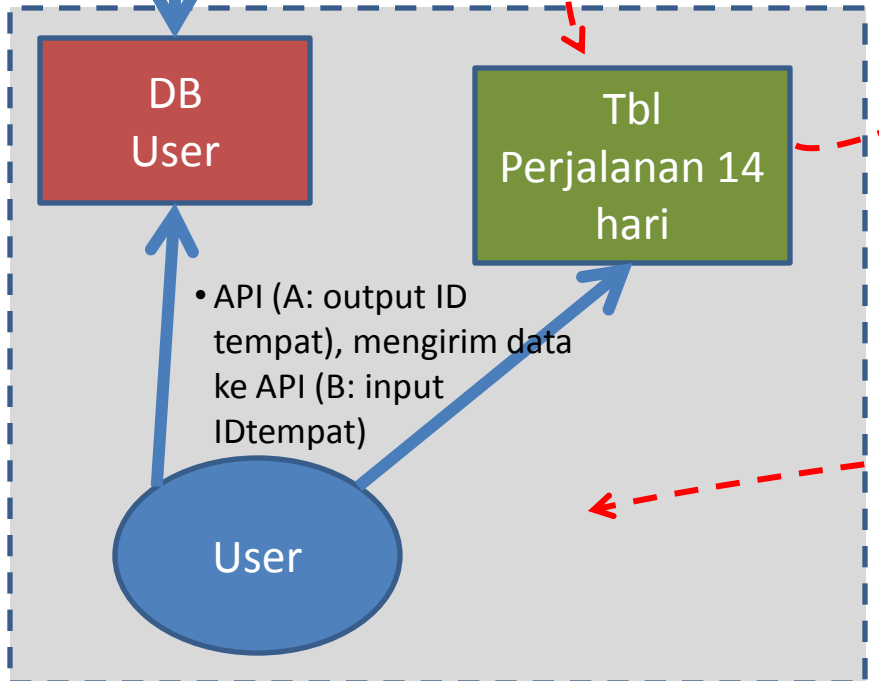 DB
User
Tbl
Perjalanan 14
hari
• API (A: output ID
tempat), mengirim data
ke API (B: input
IDtempat)
User